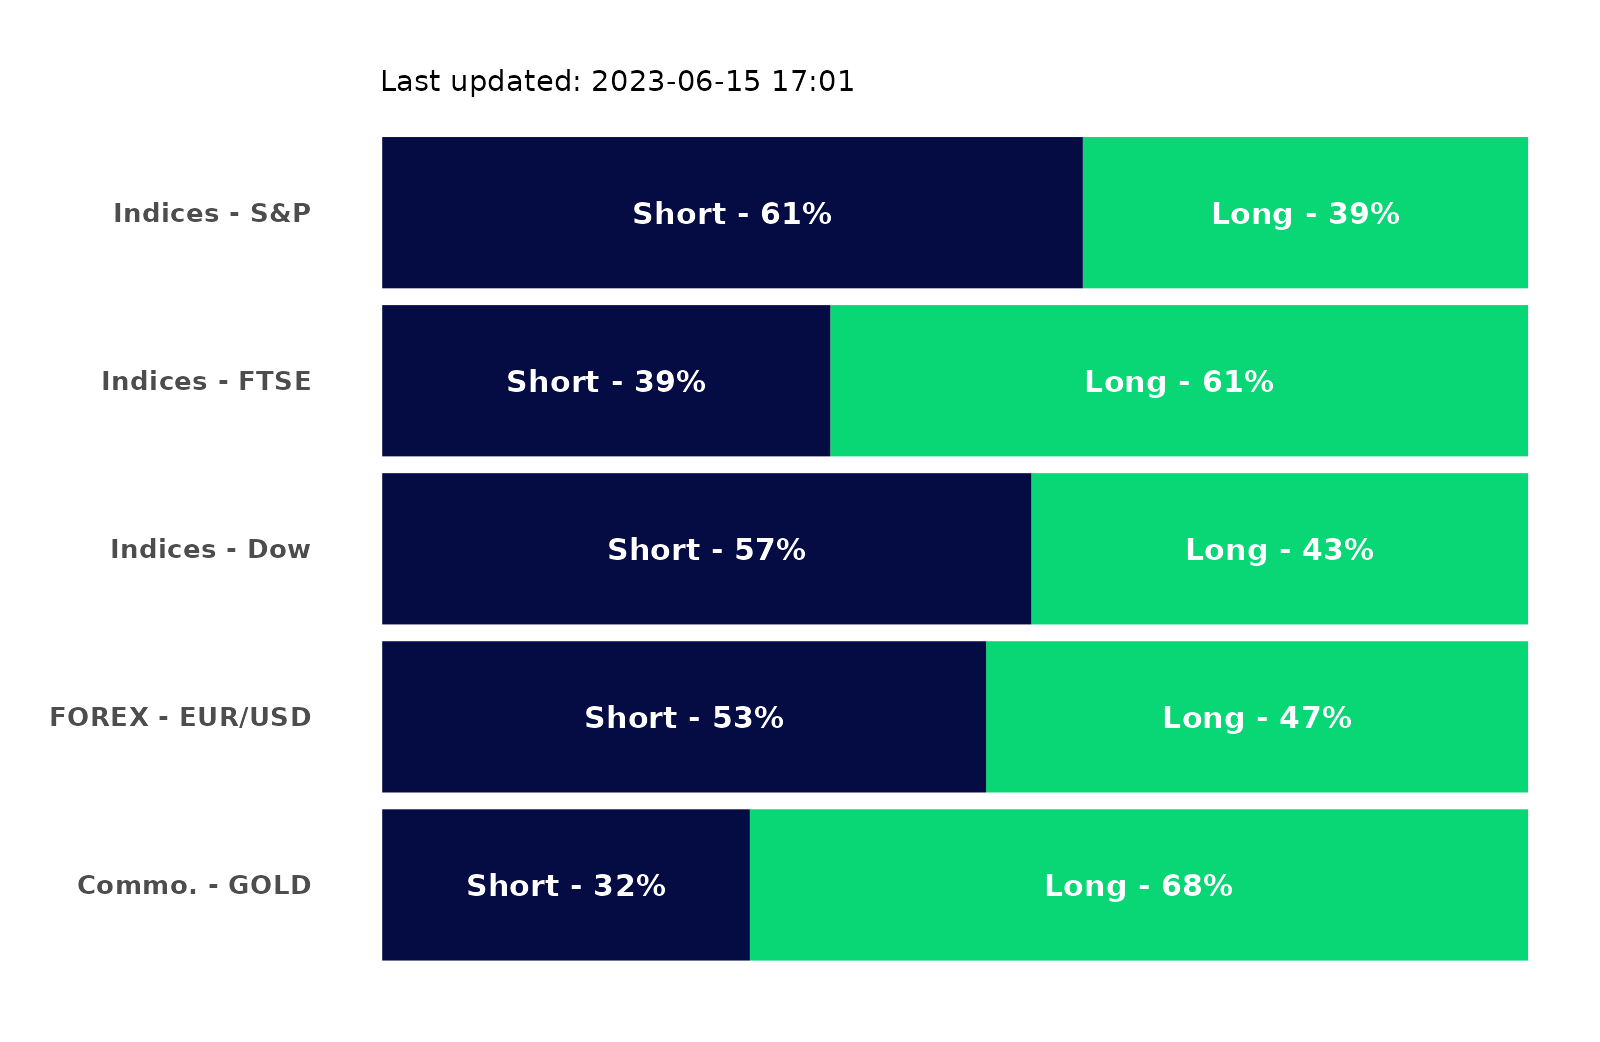 Last updated: 2023-06-15 17:01
Indices - S&P Short - 61% Long - 39%
Indices - FTSE Short - 39% Long - 61%
Indices - Dow Short - 57% Long - 43%
FOREX - EUR/USD Short - 53% Long - 47%
Commo. - GOLD Short - 32% Long - 68%